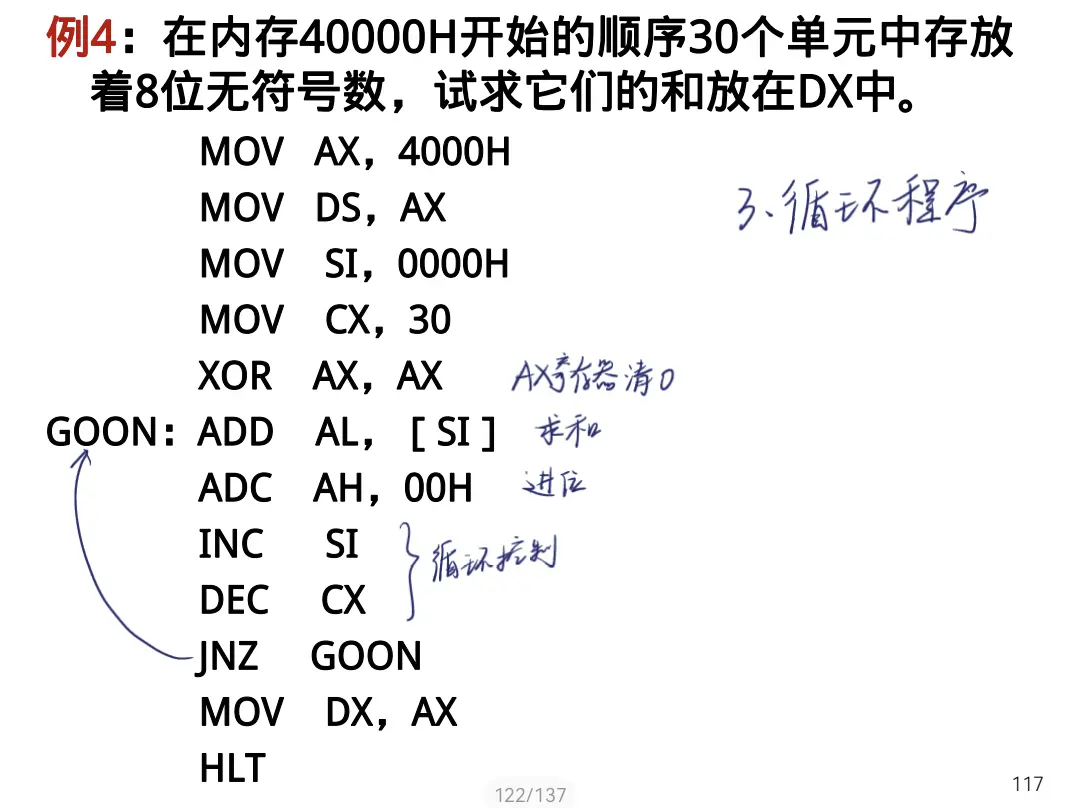 例4：在内存40000H开始的顺序30个单元中存放
着8位无符号数，试求它们的和放在DX中。
MOV AX，4000H
MOV DS，AX
3、循环程序
MOV SI，0000H
MOV CX，30
XOR AX，AX AX寄存器清0
GOON：ADD AL，[ SI ] 求和
ADC AH，00H 进位
INC SI
循环控制
DEC CX
JNZ GOON
MOV DX，AX
HLT
117
122/137